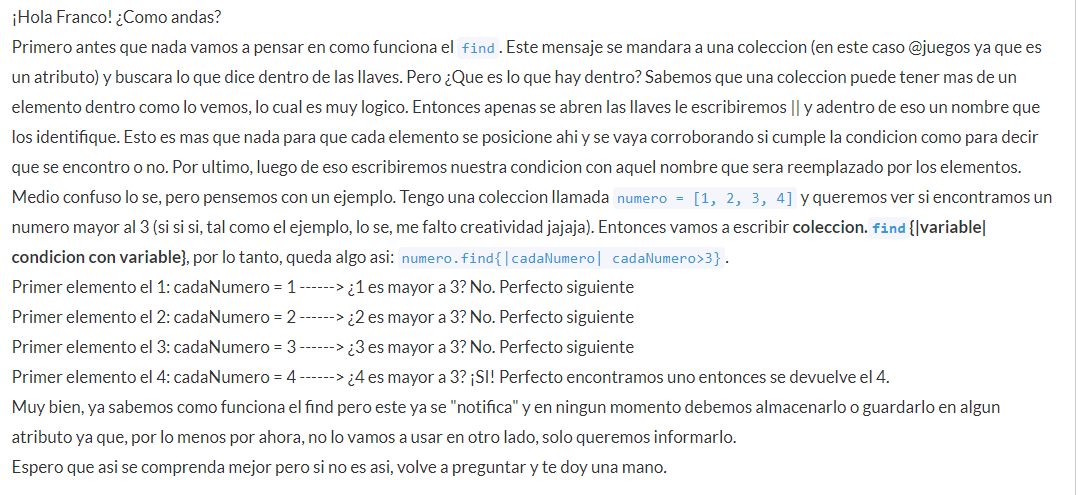 ¡Hola Franco! ¿Como andas?
Primero antes que nada vamos a pensar en como funciona el find. Este mensaje se mandara a una coleccion (en este caso @juegos ya que es
un atributo) y buscara lo que dice dentro de las llaves. Pero ¿Que es lo que hay dentro? Sabemos que una coleccion puede tener mas de un
elemento dentro como lo vemos, lo cual es muy logico. Entonces apenas se abren las llaves le escribiremos || y adentro de eso un nombre que
los identifique. Esto es mas que nada para que cada elemento se posicione ahi y se vaya corroborando si cumple la condicion como para decir
que se encontro o no. Por ultimo, luego de eso escribiremos nuestra condicion con aquel nombre que sera reemplazado por los elementos.
Medio confuso lo se, pero pensemos con un ejemplo. Tengo una coleccion llamada numero = [1, 2, 3, 4] y queremos ver si encontramos un
numero mayor al 3 (si si si, tal como el ejemplo, lo se, me falto creatividad jajaja). Entonces vamos a escribir coleccion. find {|variable|
condicion con variable}, por lo tanto, queda algo asi: numero.find{|cadaNumero| cadaNumero>3}.
Primer elemento el 1: cadaNumero = 1 ------> ¿1 es mayor a 3? No. Perfecto siguiente
Primer elemento el 2: cadaNumero = 2 ------> ¿2 es mayor a 3? No. Perfecto siguiente
Primer elemento el 3: cadaNumero = 3 ------> ¿3 es mayor a 3? No. Perfecto siguiente
Primer elemento el 4: cadaNumero = 4 ------> ¿4 es mayor a 3? ¡SI! Perfecto encontramos uno entonces se devuelve el 4.
Muy bien, ya sabemos como funciona el find pero este ya se "notifica" y en ningun momento debemos almacenarlo o guardarlo en algun
atributo ya que, por lo menos por ahora, no lo vamos a usar en otro lado, solo queremos informarlo.
Espero que asi se comprenda mejor pero si no es asi, volve a preguntar y te doy una mano.